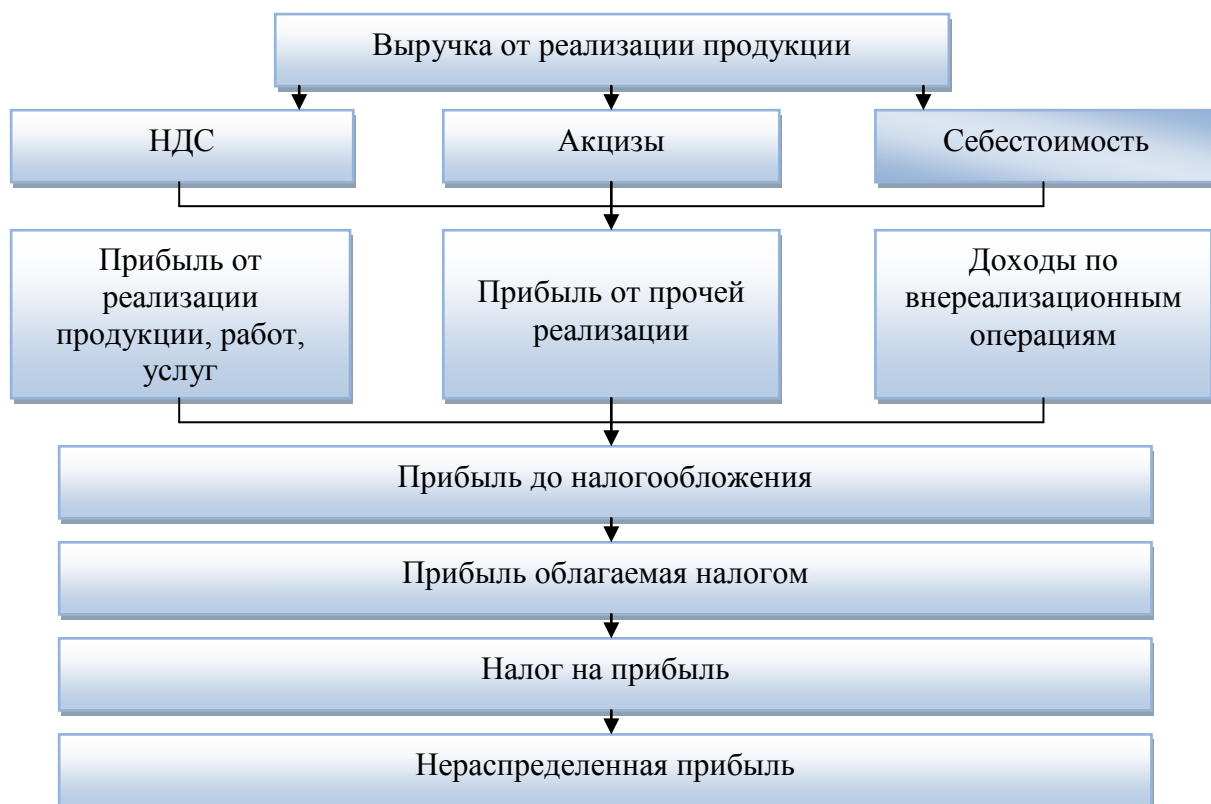 Выручка от реализации продукции
НДС
Акцизы
Себестоимость
Прибыль от
реализации
продукции, работ,
услуг
Прибыль от прочей
реализации
Доходы по
внереализационным
операциям
Прибыль до налогообложения
Прибыль облагаемая налогом
Налог на прибыль
Нераспределенная прибыль